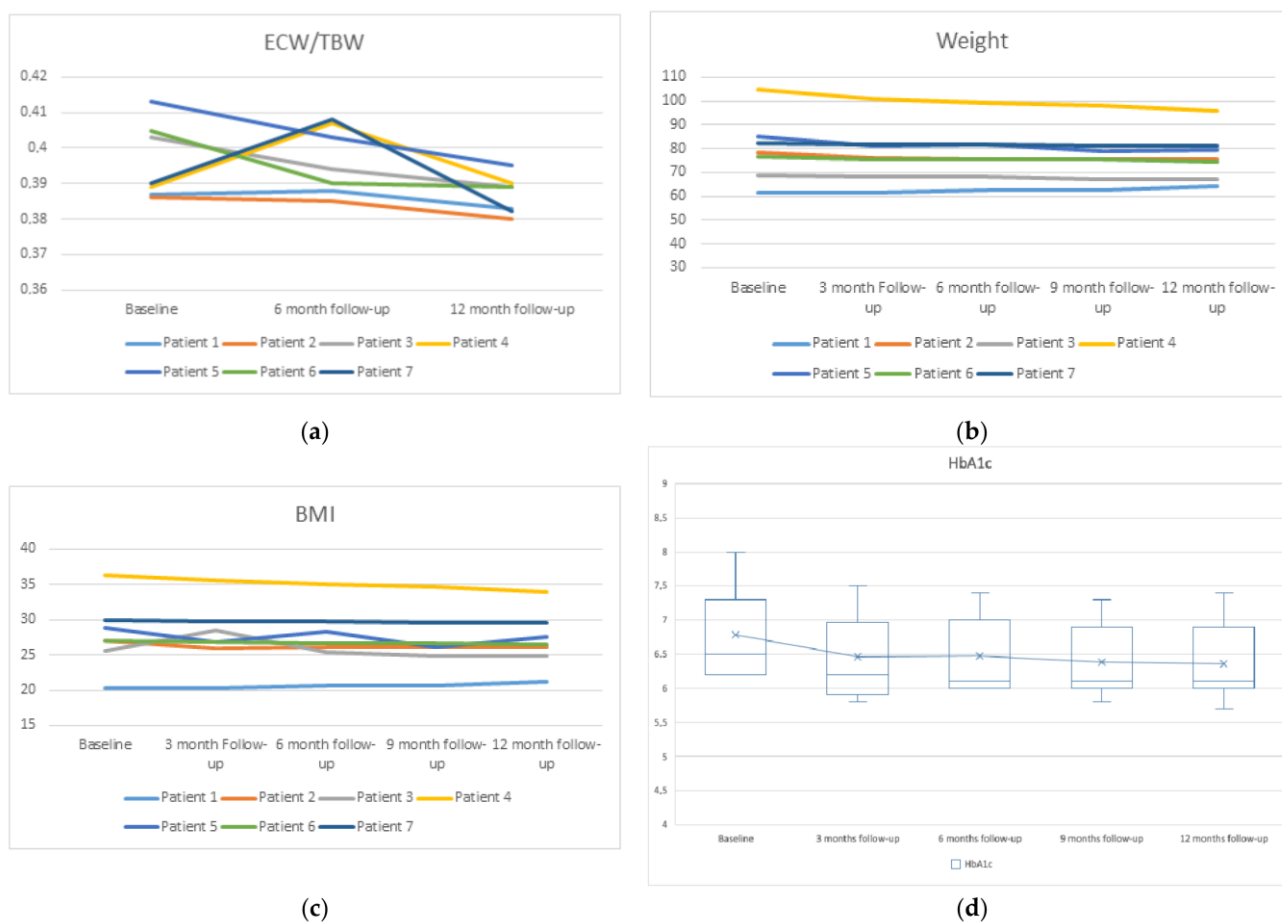 ECW/TBW
0,42
0,41
0,4
0,39
0,38
0,37
0,36
Baseline 6 month follow-up 12 month follow-up
Patient 1 Patient 2 Patient 3 Patient 4
Patient 5 Patient 6 Patient 7
(a)
Weight
110
100
90
80
70
60
50
40
30
Baseline 3 month Follow-up 6 month follow-up 9 month follow-up 12 month follow-up
Patient 1 Patient 2 Patient 3 Patient 4
Patient 5 Patient 6 Patient 7
(b)
BMI
40
35
30
25
20
15
Baseline 3 month Follow-up 6 month follow-up 9 month follow-up 12 month follow-up
Patient 1 Patient 2 Patient 3 Patient 4
Patient 5 Patient 6 Patient 7
(c)
HbA1c
9
8,5
8
7,5
7
6,5
6
5,5
5
4,5
4
Baseline 3 months follow-up 6 months follow-up 9 months follow-up 12 months follow-up
HbA1c
(d)